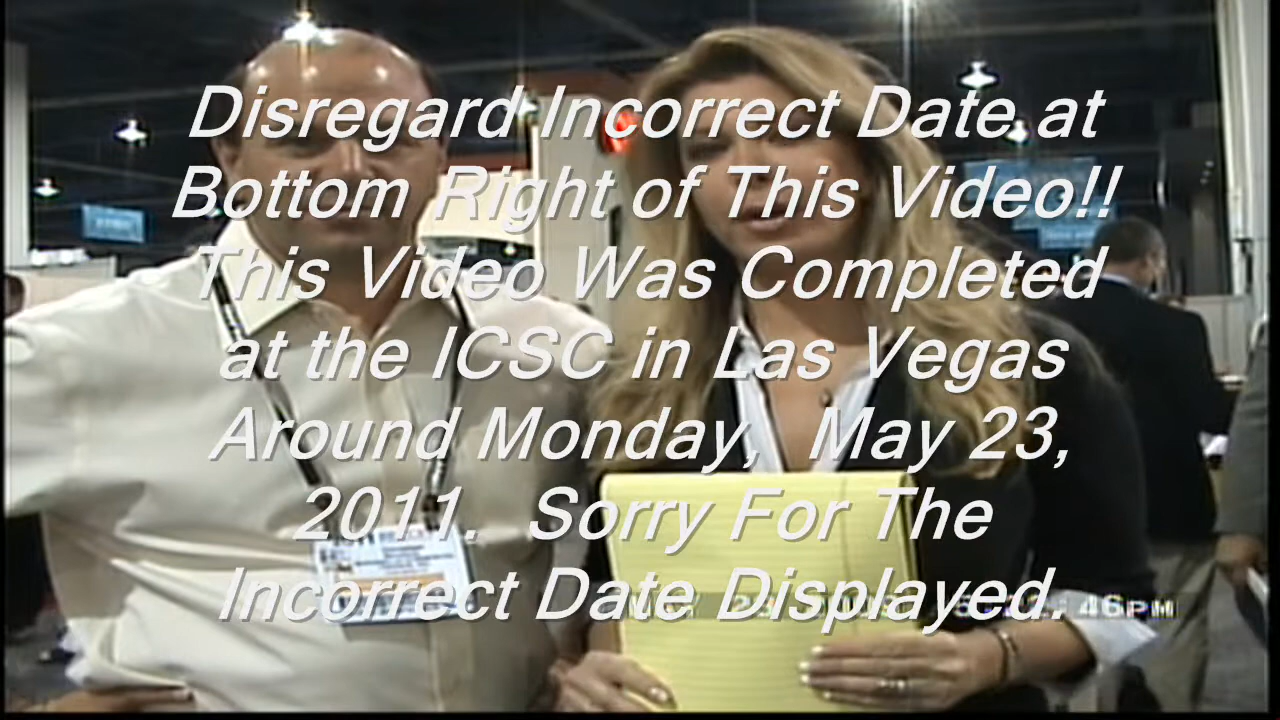 Disregard Incorrect Date at
Bottom Right of This Video!!
This Video Was Completed
at the ICSC in Las Vegas
Around Monday, May 23,
2011. Sorry For The
Incorrect Date Displayed.
46PM